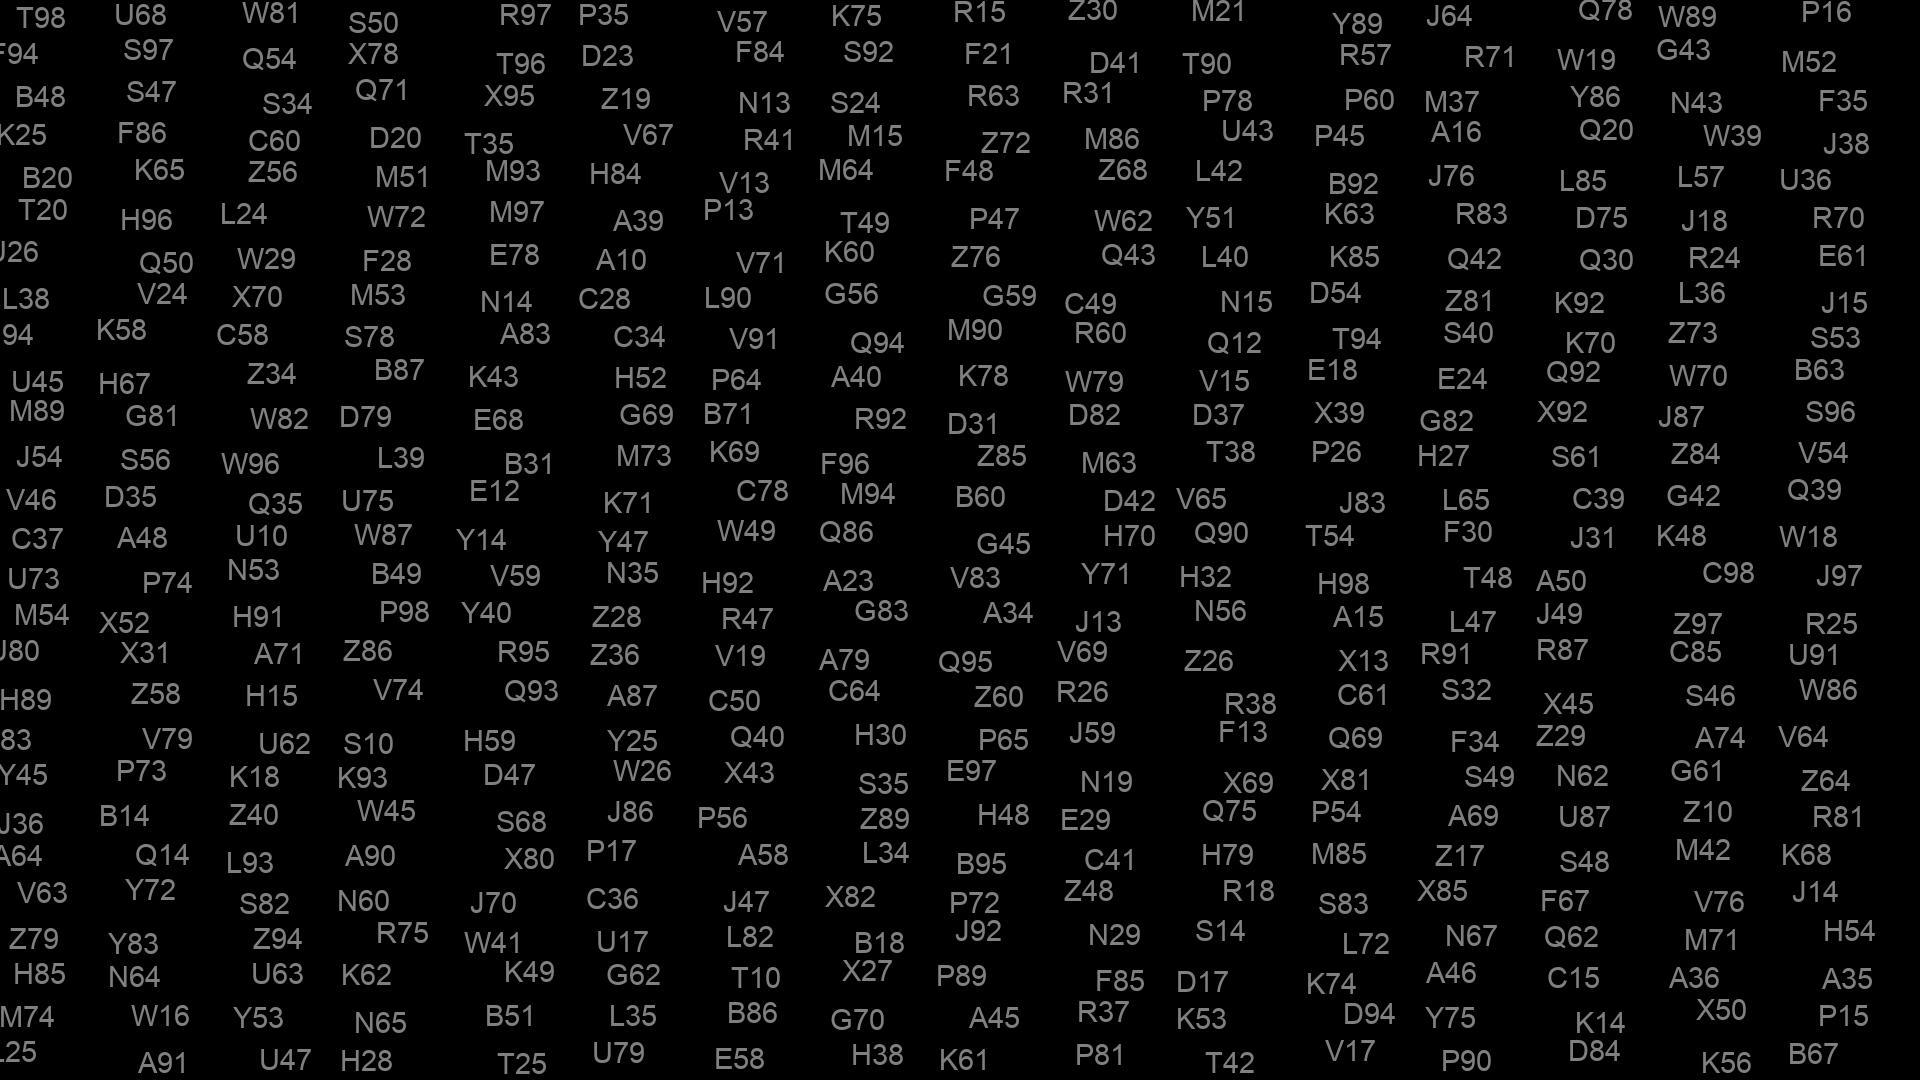 T98 U68 W81 S50 R97 P35 V57 K75 R15 Z30 M21 Y89 J64 Q78 W89 P16
F94 S97 Q54 X78 T96 D23 F84 S92 F21 D41 T90 R57 R71 W19 G43 M52
B48 S47 S34 Q71 X95 Z19 N13 S24 R63 R31 P78 P60 M37 Y86 N43 F35
K25 F86 C60 D20 T35 V67 R41 M15 Z72 M86 U43 P45 A16 Q20 W39 J38
B20 K65 Z56 M51 M93 H84 V13 M64 F48 Z68 L42 B92 J76 L85 L57 U36
T20 H96 L24 W72 M97 A39 P13 T49 P47 W62 Y51 K63 R83 D75 J18 R70
26 Q50 W29 F28 E78 A10 V71 K60 Z76 Q43 L40 K85 Q42 Q30 R24 E61
L38 V24 X70 M53 N14 C28 L90 G56 G59 C49 N15 D54 Z81 K92 L36 J15
94 K58 C58 S78 A83 C34 V91 Q94 M90 R60 Q12 T94 S40 K70 Z73 S53
U45 H67 Z34 B87 K43 H52 P64 A40 K78 W79 V15 E18 E24 Q92 W70 B63
M89 G81 W82 D79 E68 G69 B71 R92 D31 D82 D37 X39 G82 X92 J87 S96
J54 S56 W96 L39 B31 M73 K69 F96 Z85 M63 T38 P26 H27 S61 Z84 V54
V46 D35 Q35 U75 E12 K71 C78 M94 B60 D42 V65 J83 L65 C39 G42 Q39
C37 A48 U10 W87 Y14 Y47 W49 Q86 G45 H70 Q90 T54 F30 J31 K48 W18
U73 P74 N53 B49 V59 N35 H92 A23 V83 Y71 H32 H98 T48 A50 C98 J97
M54 X52 H91 P98 Y40 Z28 R47 G83 A34 J13 N56 A15 L47 J49 Z97 R25
80 X31 A71 Z86 R95 Z36 V19 A79 Q95 V69 Z26 X13 R91 R87 C85 U91
H89 Z58 H15 V74 Q93 A87 C50 C64 Z60 R26 R38 C61 S32 X45 S46 W86
83 V79 U62 S10 H59 Y25 Q40 H30 P65 J59 F13 Q69 F34 Z29 A74 V64
Y45 P73 K18 K93 D47 W26 X43 S35 E97 N19 X69 X81 S49 N62 G61 Z64
J36 B14 Z40 W45 S68 J86 P56 Z89 H48 E29 Q75 P54 A69 U87 Z10 R81
A64 Q14 L93 A90 X80 P17 A58 L34 B95 C41 H79 M85 Z17 S48 M42 K68
V63 Y72 S82 N60 J70 C36 J47 X82 P72 Z48 R18 S83 X85 F67 V76 J14
Z79 Y83 Z94 R75 W41 U17 L82 B18 J92 N29 S14 L72 N67 Q62 M71 H54
H85 N64 U63 K62 K49 G62 T10 X27 P89 F85 D17 K74 A46 C15 A36 A35
M74 W16 Y53 N65 B51 L35 B86 G70 A45 R37 K53 D94 Y75 K14 X50 P15
25 A91 U47 H28 T25 U79 E58 H38 K61 P81 T42 V17 P90 D84 K56 B67